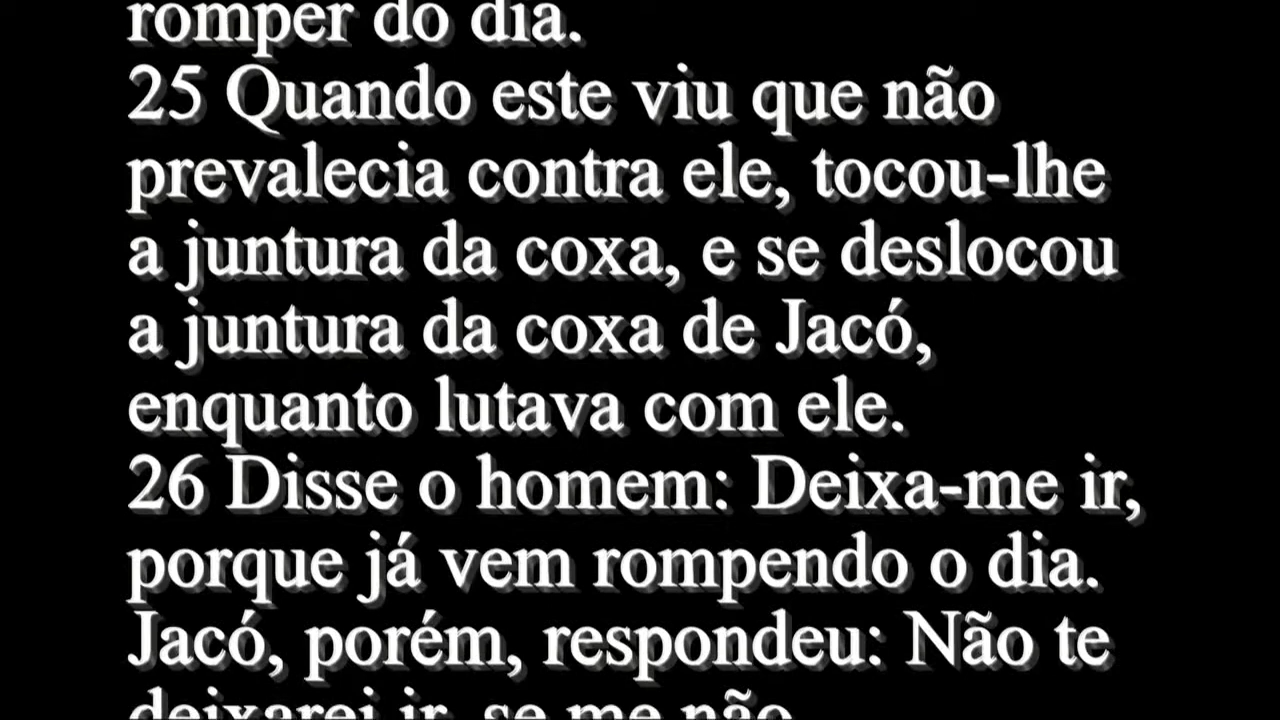 romper do dia.
25 Quando este viu que não
prevalecia contra ele, tocou-lhe
a juntura da coxa, e se deslocou
a juntura da coxa de Jacó,
enquanto lutava com ele.
26 Disse o homem: Deixa-me ir,
porque já vem rompendo o dia.
Jacó, porém, respondeu: Não te
deixarei ir, se me não